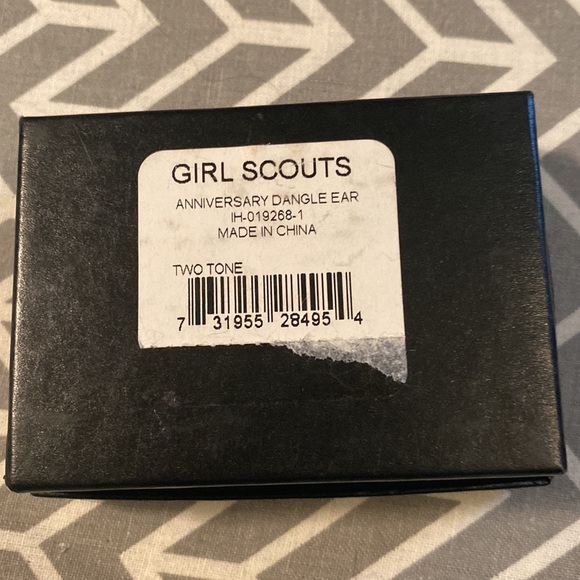 GIRL SCOUTS
ANNIVERSARY DANGLE EAR
IH-019268-1
MADE IN CHINA
TWO TONE
7 31955 28495 4